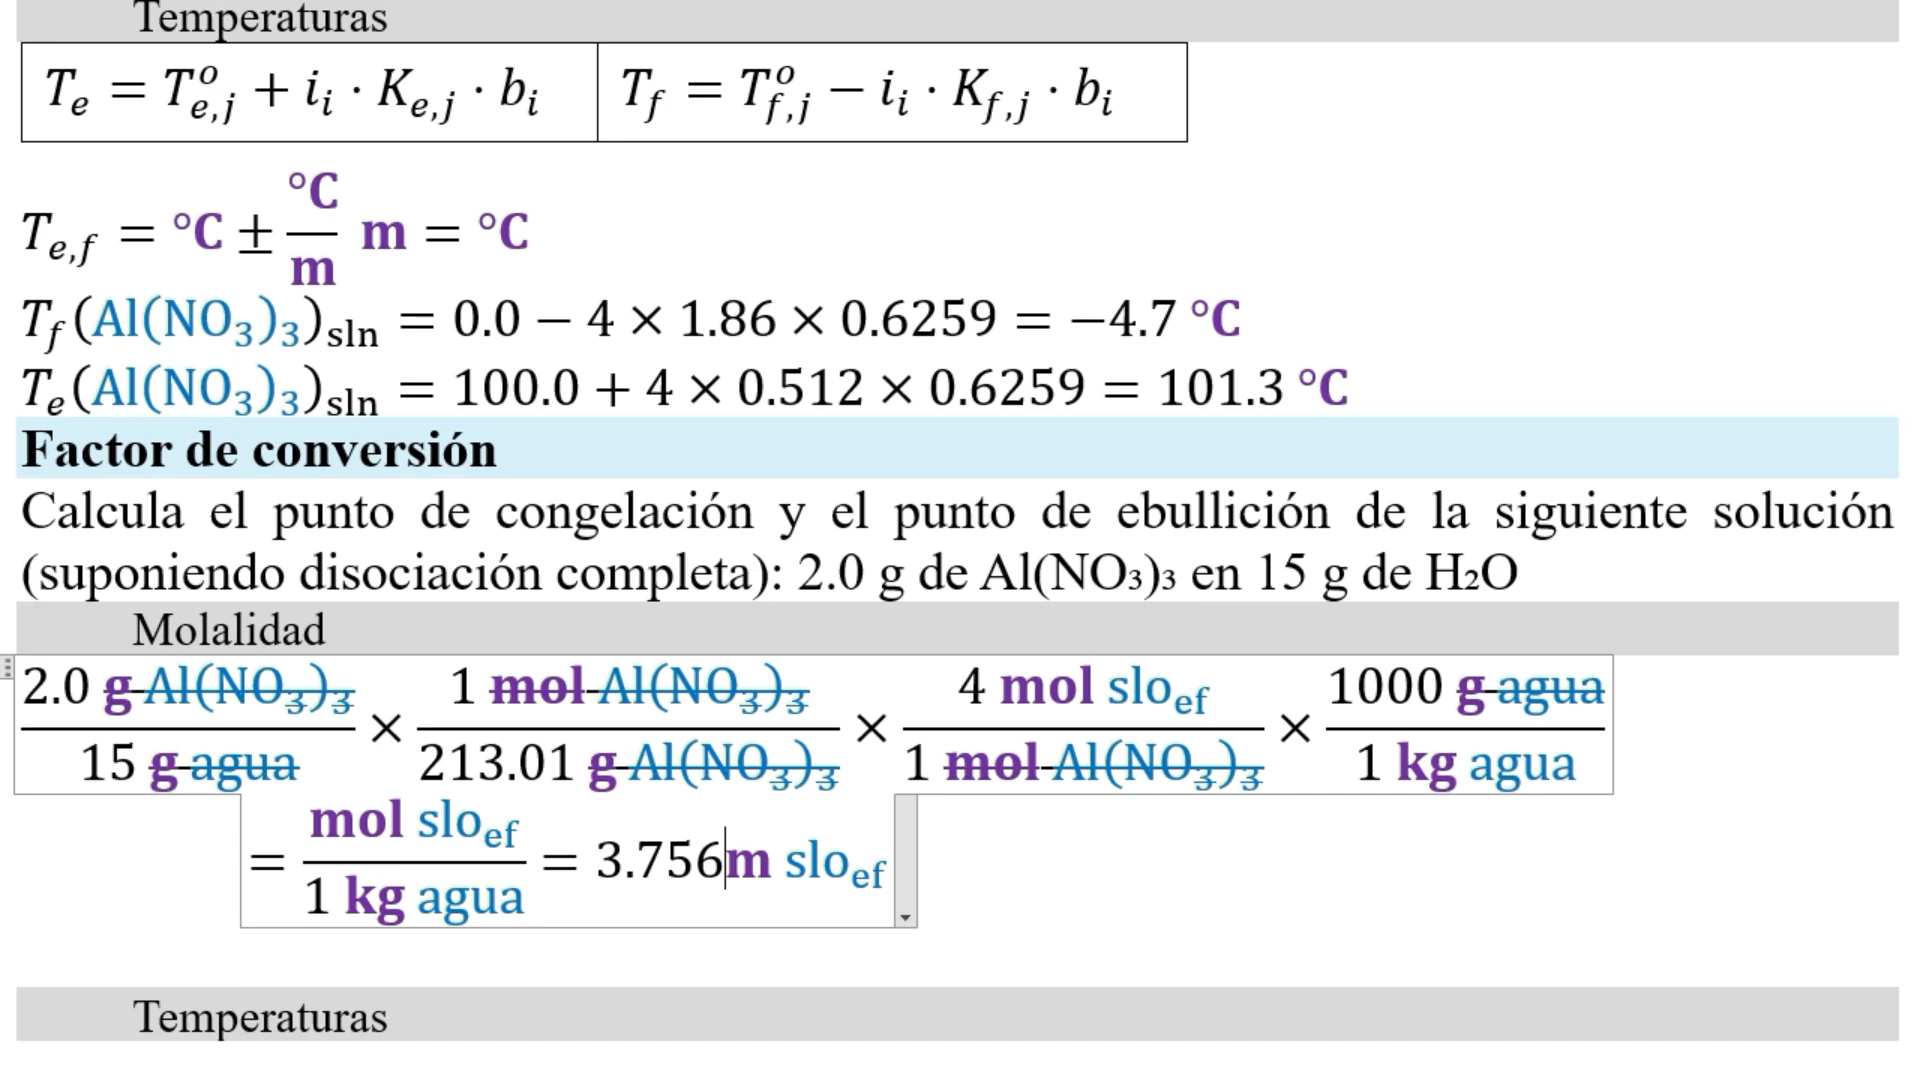 Temperaturas
Tₑ = T°ₑ,ⱼ + iᵢ · Kₑ,ⱼ · bᵢ T_f = T°_f,ⱼ − iᵢ · K_f,ⱼ · bᵢ
T_e,f = °C ± °C/m m = °C
T_f(Al(NO₃)₃)sln = 0.0 − 4 × 1.86 × 0.6259 = −4.7 °C
Tₑ(Al(NO₃)₃)sln = 100.0 + 4 × 0.512 × 0.6259 = 101.3 °C
Factor de conversión
Calcula el punto de congelación y el punto de ebullición de la siguiente solución
(suponiendo disociación completa): 2.0 g de Al(NO₃)₃ en 15 g de H₂O
Molalidad
2.0 g Al(NO₃)₃ / 15 g agua × 1 mol Al(NO₃)₃ / 213.01 g Al(NO₃)₃ × 4 mol slo_ef / 1 mol Al(NO₃)₃ × 1000 g agua / 1 kg agua
= mol slo_ef / 1 kg agua = 3.756 m slo_ef
Temperaturas